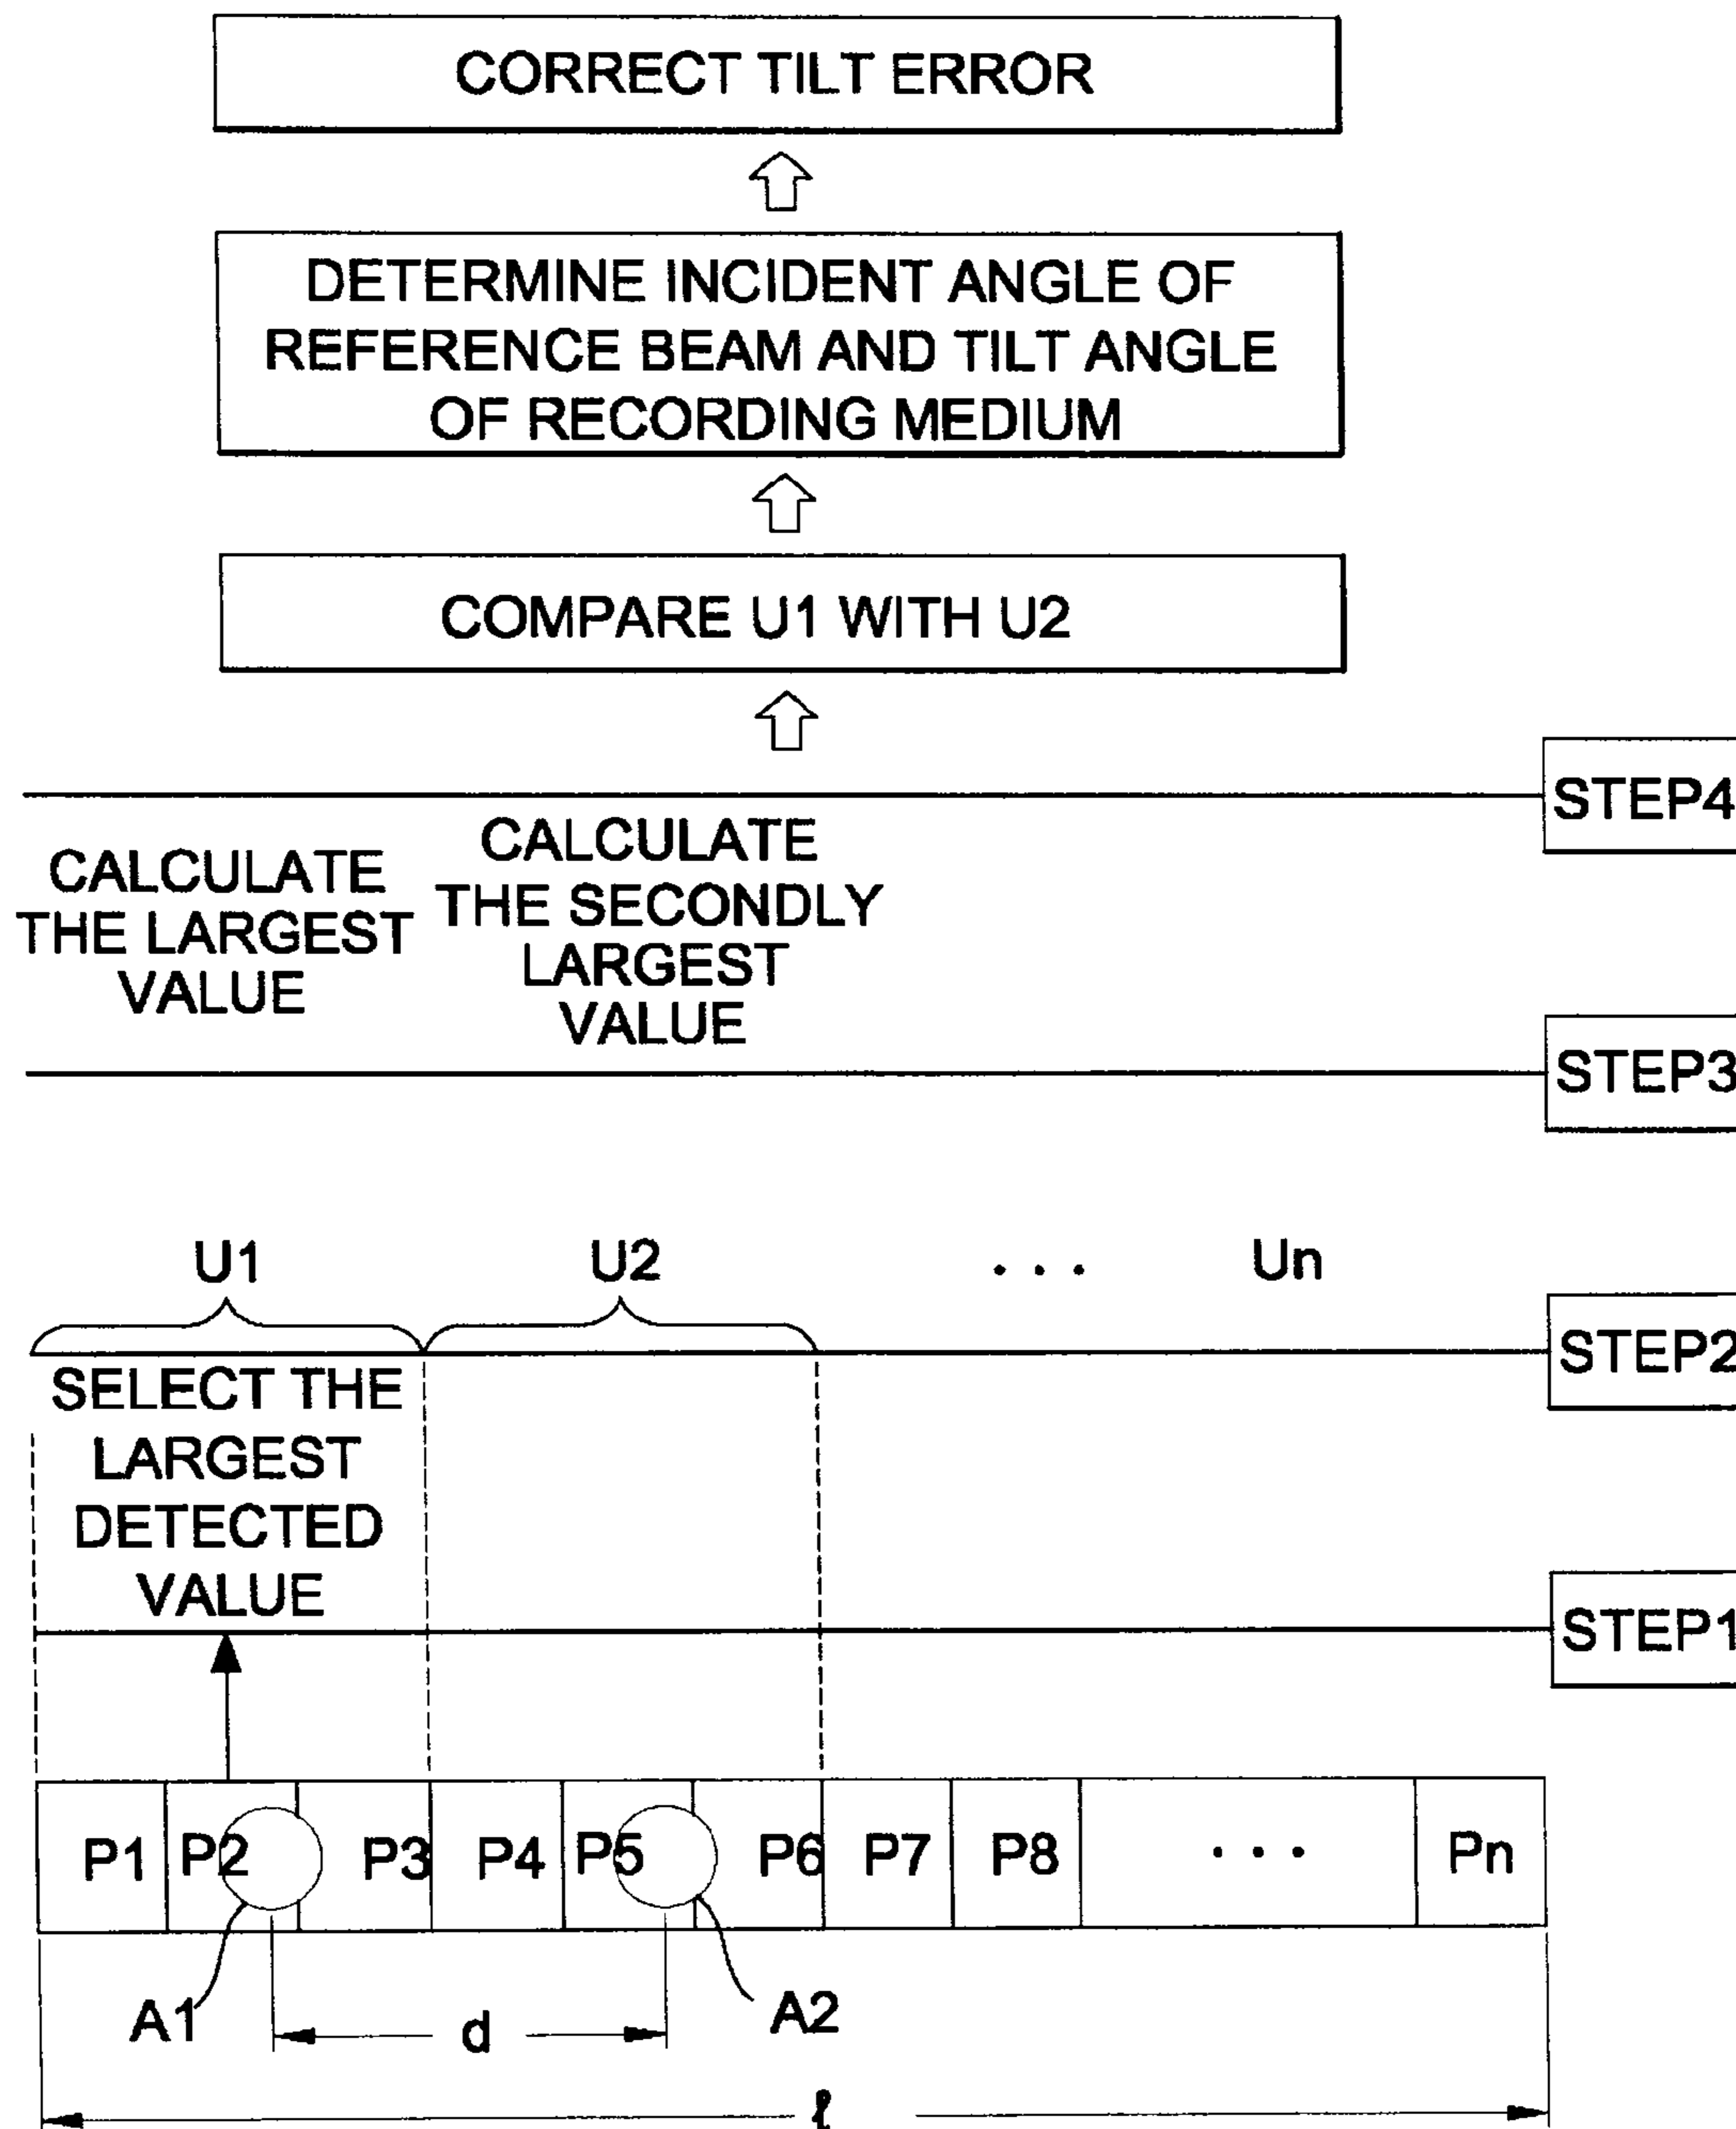 CORRECT TILT ERROR
DETERMINE INCIDENT ANGLE OF
REFERENCE BEAM AND TILT ANGLE
OF RECORDING MEDIUM
COMPARE U1 WITH U2
STEP4
CALCULATE
THE LARGEST
VALUE
CALCULATE
THE SECONDLY
LARGEST
VALUE
STEP3
U1 U2 ... Un
STEP2
SELECT THE
LARGEST
DETECTED
VALUE
STEP1
P1 P2 P3 P4 P5 P6 P7 P8 ... Pn
A1 d A2
ℓ